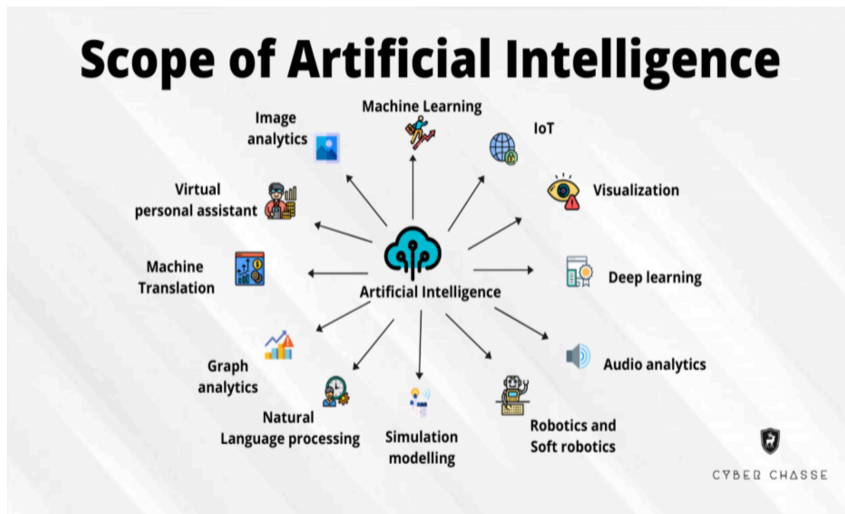 Scope of Artificial Intelligence
Machine Learning
Image
analytics
IoT
Virtual
personal assistant
Visualization
Machine
Translation
Artificial Intelligence
Deep learning
Graph
analytics
Audio analytics
Natural
Language processing
Simulation
modelling
Robotics and
Soft robotics
CYBER CHASSE